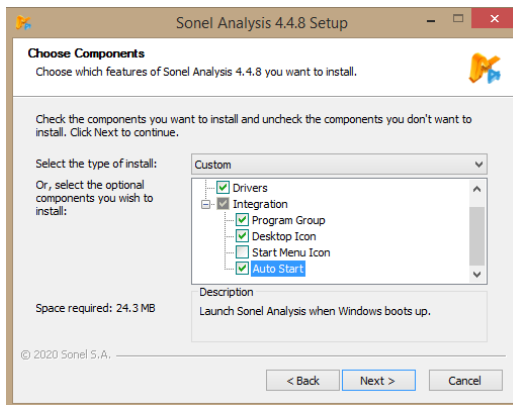 Sonel Analysis 4.4.8 Setup
Choose Components
Choose which features of Sonel Analysis 4.4.8 you want to install.
Check the components you want to install and uncheck the components you don't want to
install. Click Next to continue.
Select the type of install:
Custom
Or, select the optional
components you wish to
install:
Drivers
Integration
Program Group
Desktop Icon
Start Menu Icon
Auto Start
Space required: 24.3 MB
Description
Launch Sonel Analysis when Windows boots up.
© 2020 Sonel S.A.
< Back
Next >
Cancel